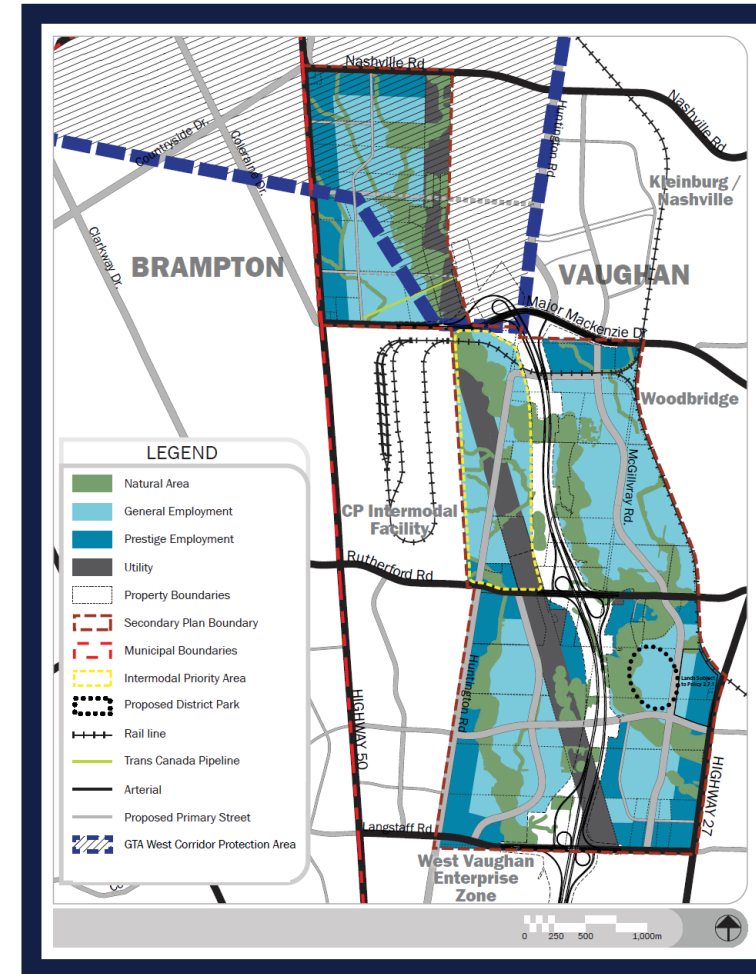 Nashville Rd
Nashville Rd
Huntington Rd
Countryside Dr.
Coleraine Dr.
Clarkway Dr.
Kleinburg /
Nashville
BRAMPTON
VAUGHAN
Major Mackenzie Dr
Woodbridge
McGillvray Rd.
CP Intermodal
Facility
Rutherford Rd
Huntington Rd
Lands Subject
HIGHWAY 50
HIGHWAY 27
Langstaff Rd
West Vaughan
Enterprise
Zone
LEGEND
Natural Area
General Employment
Prestige Employment
Utility
Property Boundaries
Secondary Plan Boundary
Municipal Boundaries
Intermodal Priority Area
Proposed District Park
Rail line
Trans Canada Pipeline
Arterial
Proposed Primary Street
GTA West Corridor Protection Area
0 250 500 1,000m